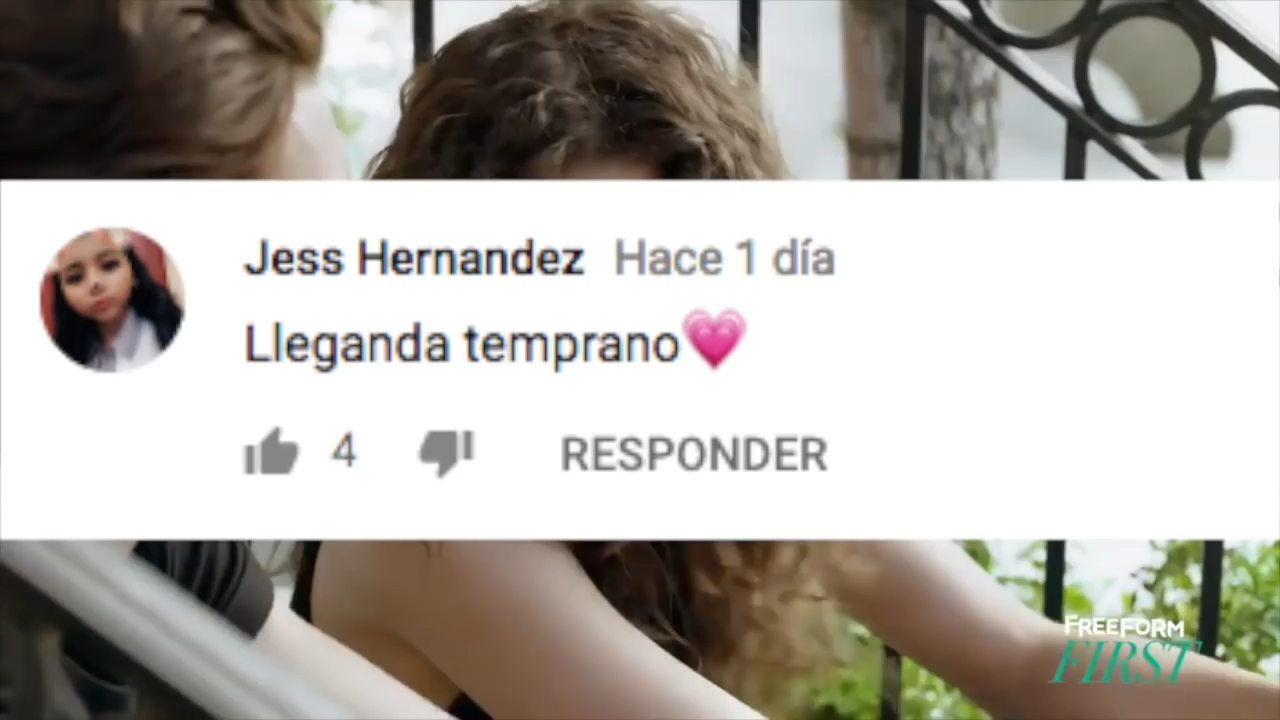 Jess Hernandez Hace 1 día
Lleganda temprano💗
4 RESPONDER
FREEFORM
FIRST